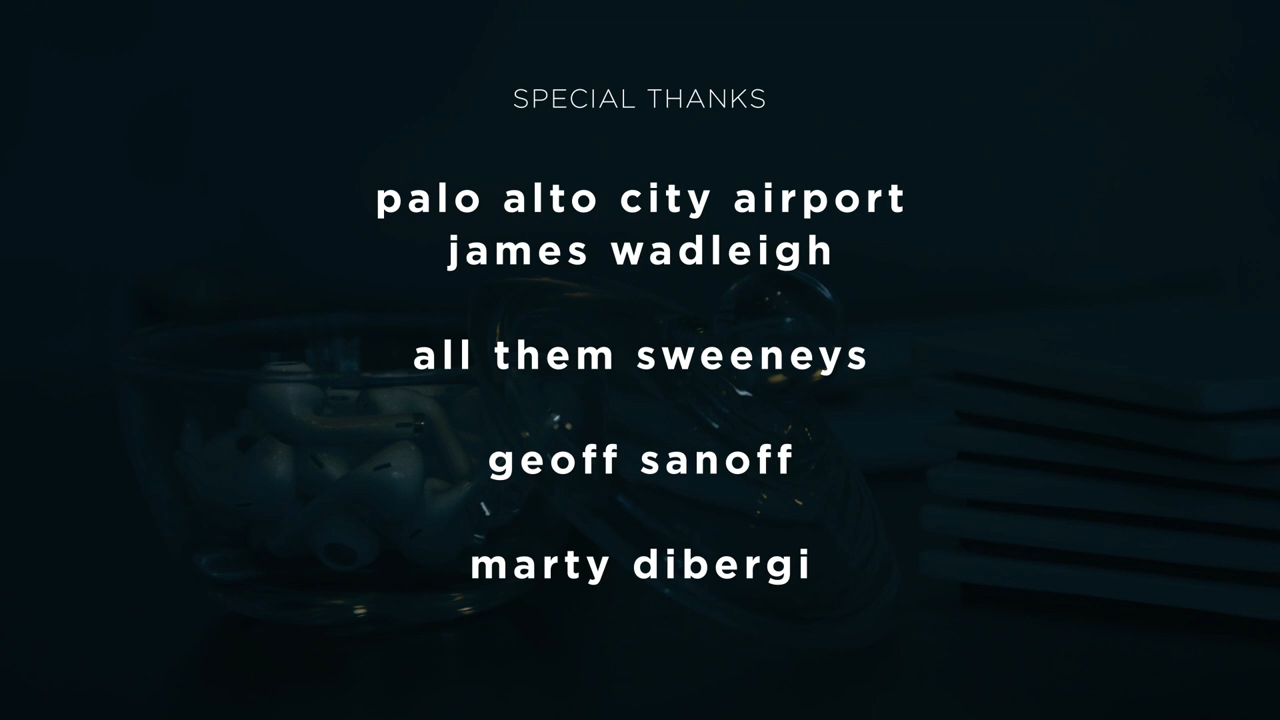 SPECIAL THANKS
palo alto city airport
james wadleigh
all them sweeneys
geoff sanoff
marty dibergi